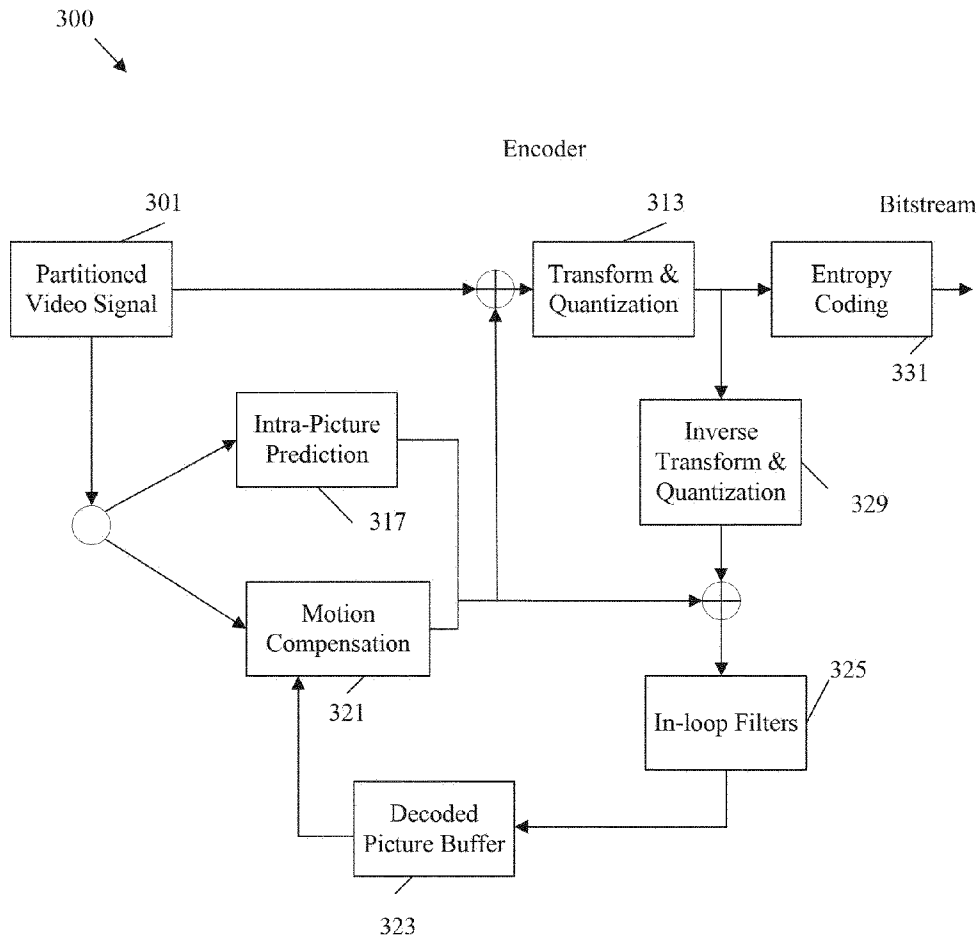 300
Encoder
301
313
Bitstream
Partitioned
Video Signal
Transform &
Quantization
Entropy
Coding
331
Intra-Picture
Prediction
317
Inverse
Transform &
Quantization
329
Motion
Compensation
321
325
In-loop Filters
Decoded
Picture Buffer
323